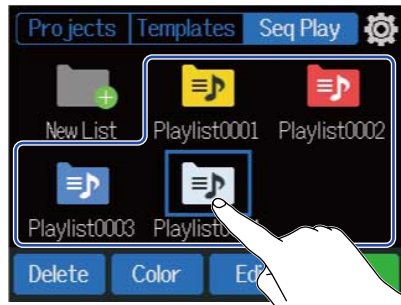 Projects Templates Seq Play
New List Playlist0001 Playlist0002
Playlist0003
Delete Color